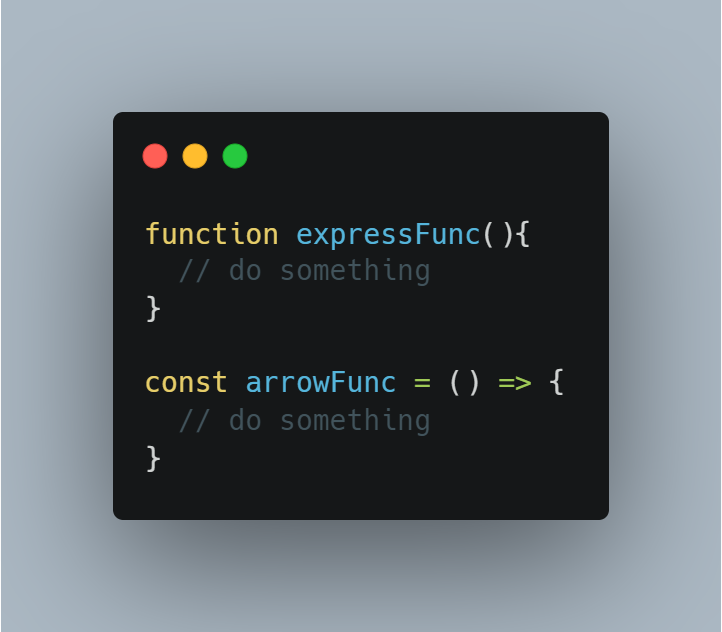 function expressFunc(){
  // do something
}
const arrowFunc = () => {
  // do something
}